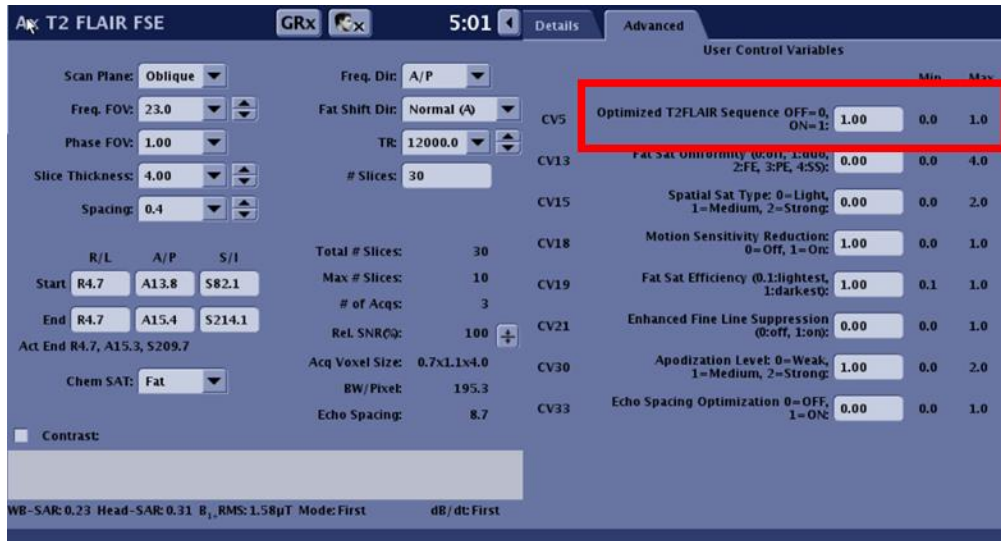 Ax T2 FLAIR FSE GRx 5:01
Scan Plane: Oblique Freq. Dir: A/P
Freq. FOV: 23.0 Fat Shift Dir: Normal (A)
Phase FOV: 1.00 TR: 12000.0
Slice Thickness: 4.00 # Slices: 30
Spacing: 0.4
R/L A/P S/I
Start R4.7 A13.8 S82.1
End R4.7 A15.4 S214.1
Act End R4.7, A15.3, S209.7
Chem SAT: Fat
Total # Slices: 30
Max # Slices: 10
# of Acqs: 3
Rel. SNR(%): 100
Acq Voxel Size: 0.7x1.1x4.0
BW/Pixel: 195.3
Echo Spacing: 8.7
Contrast:
WB-SAR: 0.23 Head-SAR: 0.31 B1+RMS: 1.58µT Mode: First dB/dt: First
Details Advanced
User Control Variables
Min Max
CV5 Optimized T2FLAIR Sequence OFF=0, 1.00 0.0 1.0
ON=1:
CV13 Fat Sat Uniformity (0:off, 1:duo, 0.00 0.0 4.0
2:FE, 3:PE, 4:SS):
CV15 Spatial Sat Type: 0=Light, 0.00 0.0 2.0
1=Medium, 2=Strong:
CV18 Motion Sensitivity Reduction: 1.00 0.0 1.0
0=Off, 1=On:
CV19 Fat Sat Efficiency (0.1:lightest, 1.00 0.1 1.0
1:darkest):
CV21 Enhanced Fine Line Suppression 0.00 0.0 1.0
(0:off, 1:on):
CV30 Apodization Level: 0=Weak, 1.00 0.0 2.0
1=Medium, 2=Strong:
CV33 Echo Spacing Optimization 0=OFF, 0.00 0.0 1.0
1=ON: